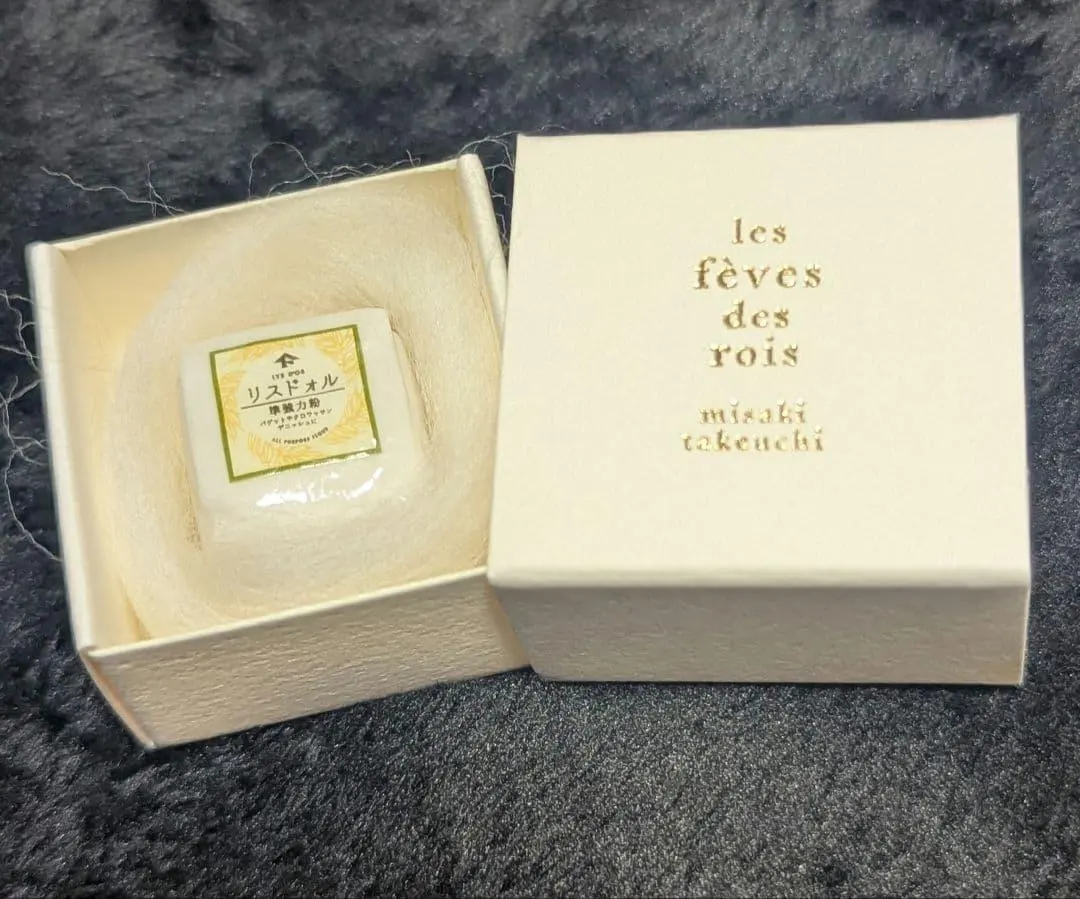 LYS D'OR
リスドォル
準強力粉
バゲットやクロワッサン
デニッシュに
ALL PURPOSE FLOUR
les
fèves
des
rois
misaki
takeuchi